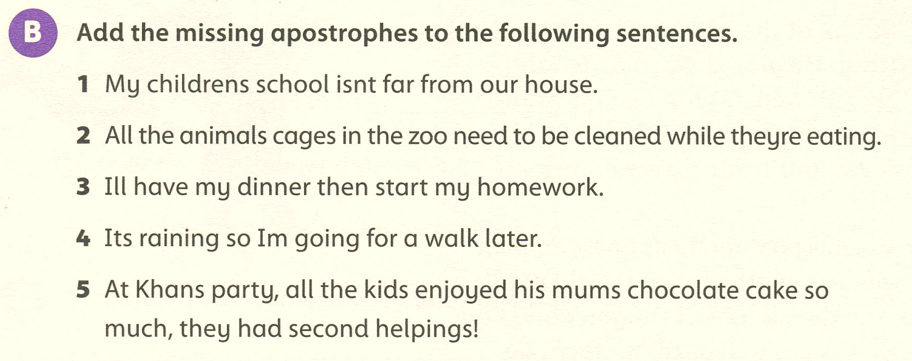 B Add the missing apostrophes to the following sentences.
1 My childrens school isnt far from our house.
2 All the animals cages in the zoo need to be cleaned while theyre eating.
3 Ill have my dinner then start my homework.
4 Its raining so Im going for a walk later.
5 At Khans party, all the kids enjoyed his mums chocolate cake so
much, they had second helpings!